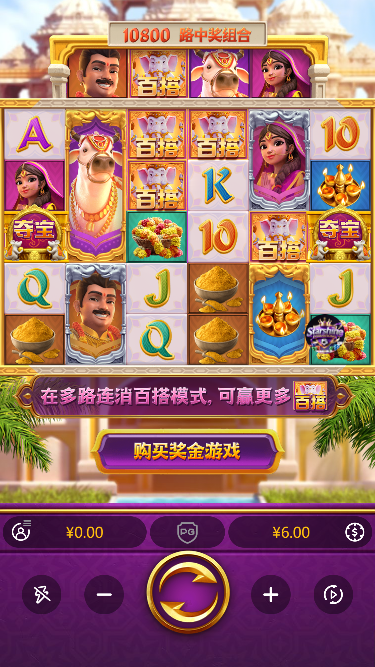 10800 路中奖组合
百搭
A
百搭
百搭
10
百搭
K
夺宝
10
百搭
夺宝
Q
J
J
Q
Starshine
在多路连消百搭模式，可赢更多 百搭
购买奖金游戏
¥0.00
PG
¥6.00